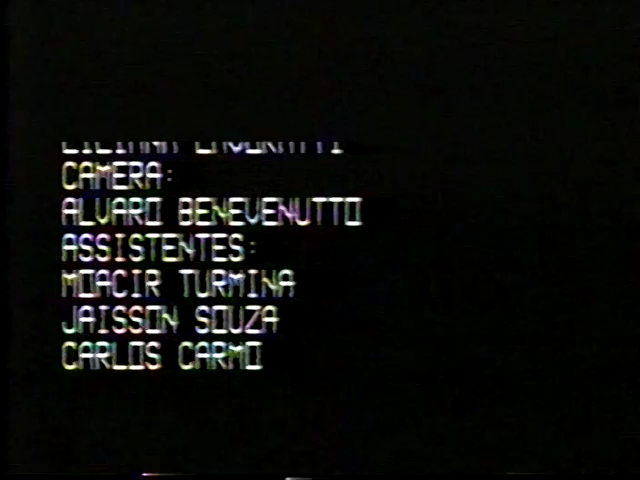 CAMERA:
ALVARO BENEVENUTTO
ASSISTENTES:
MOACIR TURMINA
JAISSON SOUZA
CARLOS CARMO